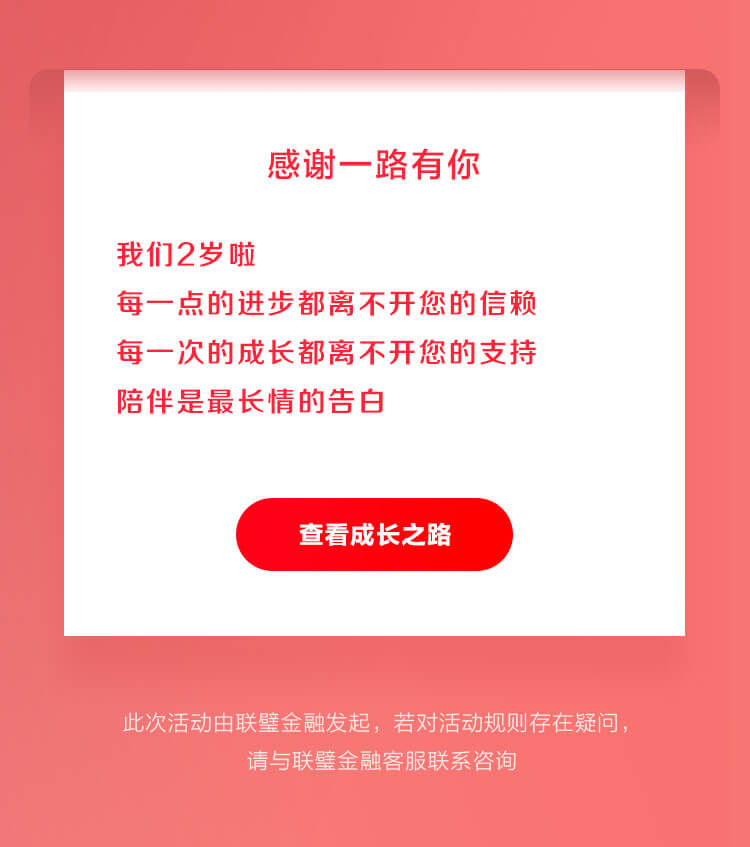 感谢一路有你
我们2岁啦
每一点的进步都离不开您的信赖
每一次的成长都离不开您的支持
陪伴是最长情的告白
查看成长之路
此次活动由联璧金融发起，若对活动规则存在疑问，
请与联璧金融客服联系咨询